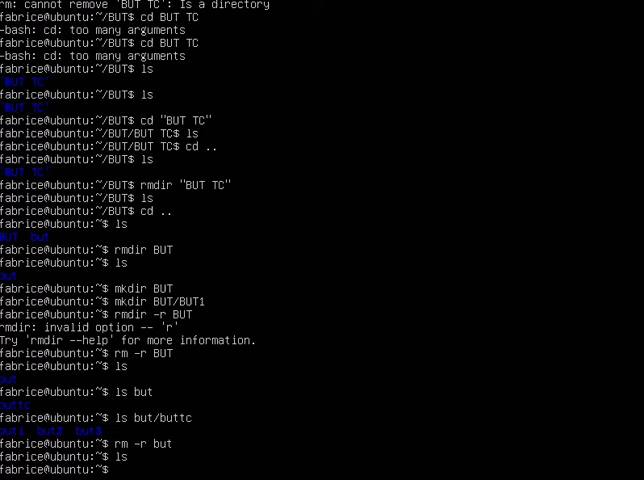 rm: cannot remove 'BUT TC': Is a directory
fabrice@ubuntu:~/BUT$ cd BUT TC
-bash: cd: too many arguments
fabrice@ubuntu:~/BUT$ cd BUT TC
-bash: cd: too many arguments
fabrice@ubuntu:~/BUT$ ls
'BUT TC'
fabrice@ubuntu:~/BUT$ ls
'BUT TC'
fabrice@ubuntu:~/BUT$ cd "BUT TC"
fabrice@ubuntu:~/BUT/BUT TC$ ls
fabrice@ubuntu:~/BUT/BUT TC$ cd ..
fabrice@ubuntu:~/BUT$ ls
'BUT TC'
fabrice@ubuntu:~/BUT$ rmdir "BUT TC"
fabrice@ubuntu:~/BUT$ ls
fabrice@ubuntu:~/BUT$ cd ..
fabrice@ubuntu:~$ ls
BUT  but
fabrice@ubuntu:~$ rmdir BUT
fabrice@ubuntu:~$ ls
but
fabrice@ubuntu:~$ mkdir BUT
fabrice@ubuntu:~$ mkdir BUT/BUT1
fabrice@ubuntu:~$ rmdir -r BUT
rmdir: invalid option -- 'r'
Try 'rmdir --help' for more information.
fabrice@ubuntu:~$ rm -r BUT
fabrice@ubuntu:~$ ls
but
fabrice@ubuntu:~$ ls but
buttc
fabrice@ubuntu:~$ ls but/buttc
but1  but2  but3
fabrice@ubuntu:~$ rm -r but
fabrice@ubuntu:~$ ls
fabrice@ubuntu:~$